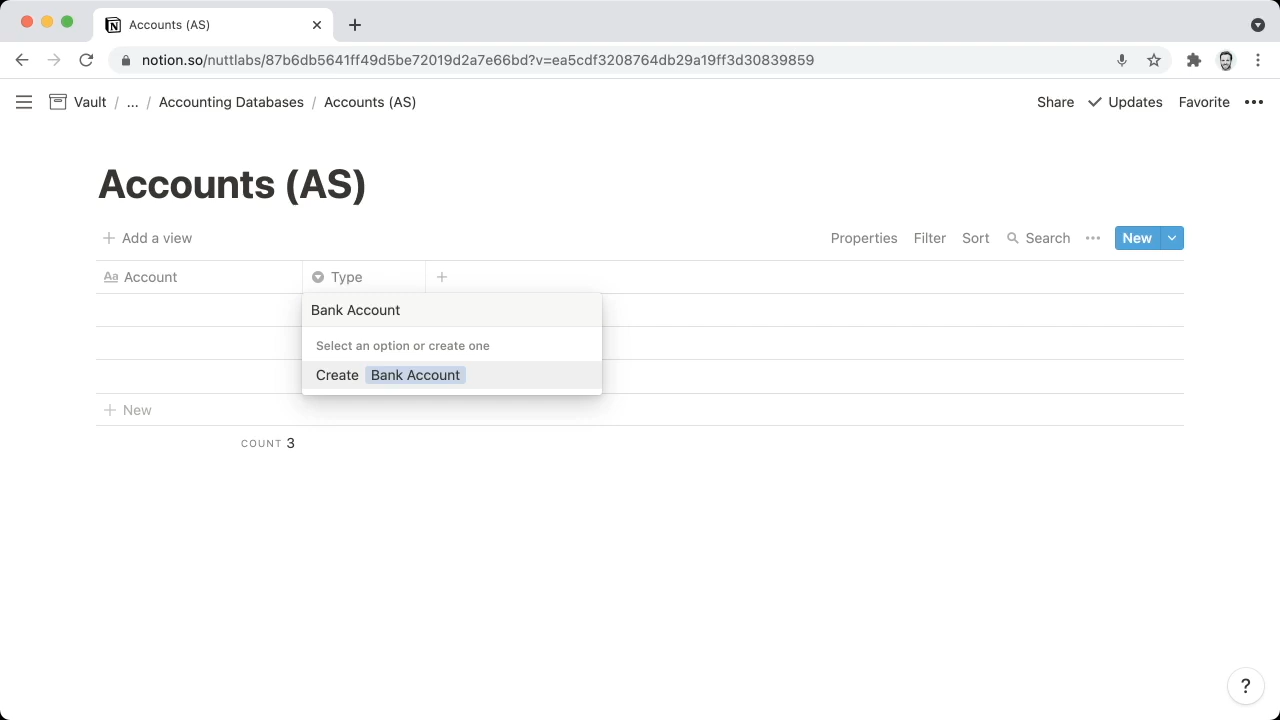 Accounts (AS)
notion.so/nuttlabs/87b6db5641ff49d5be72019d2a7e66bd?v=ea5cdf3208764db29a19ff3d30839859
Vault / ... / Accounting Databases / Accounts (AS)
Share Updates Favorite •••
Accounts (AS)
+ Add a view
Properties Filter Sort Search ••• New
Aa Account Type +
Bank Account
Select an option or create one
Create Bank Account
+ New
COUNT 3
?